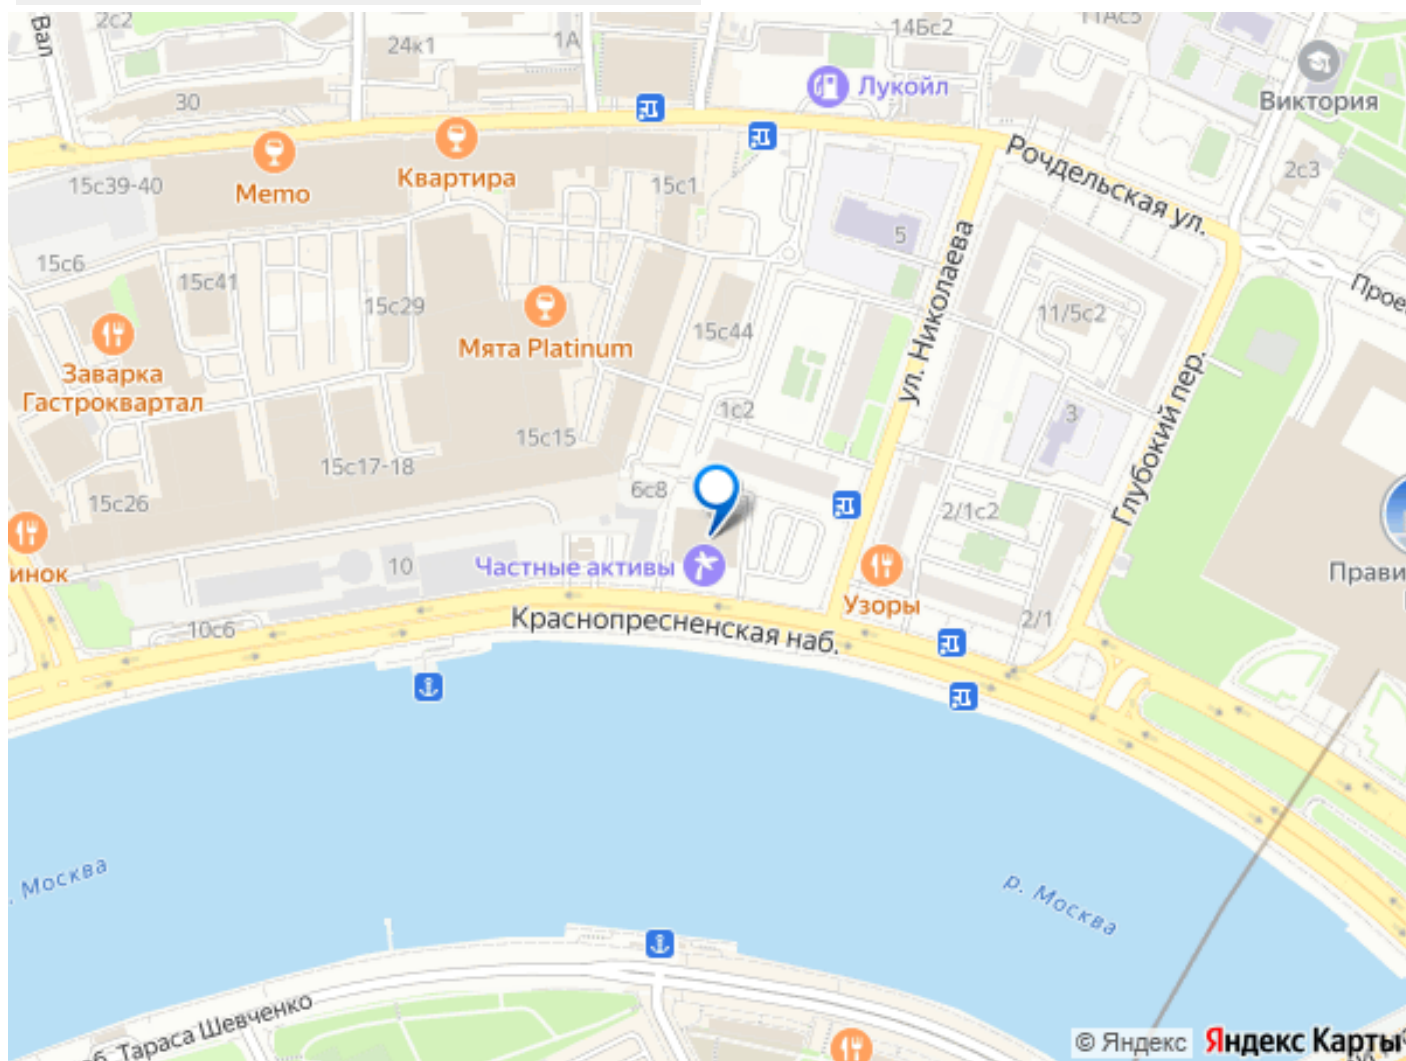 Вал
2с2
24к1
1А
14Бс2
11Ас5
Лукойл
Виктория
30
Memo
Квартира
15с39-40
15с1
Рочдельская ул.
2с3
5
15с6
15с41
15с29
Мята Platinum
15с44
ул. Николаева
11/5с2
Прое
Заварка
Гастроквартал
1с2
3
Глубокий пер.
15с15
15с17-18
15с26
6с8
2/1с2
инок
10
Частные активы
Узоры
Прави
10с6
Краснопресненская наб.
2/1
Москва
р. Москва
Тараса Шевченко
© Яндекс
Яндекс Карты